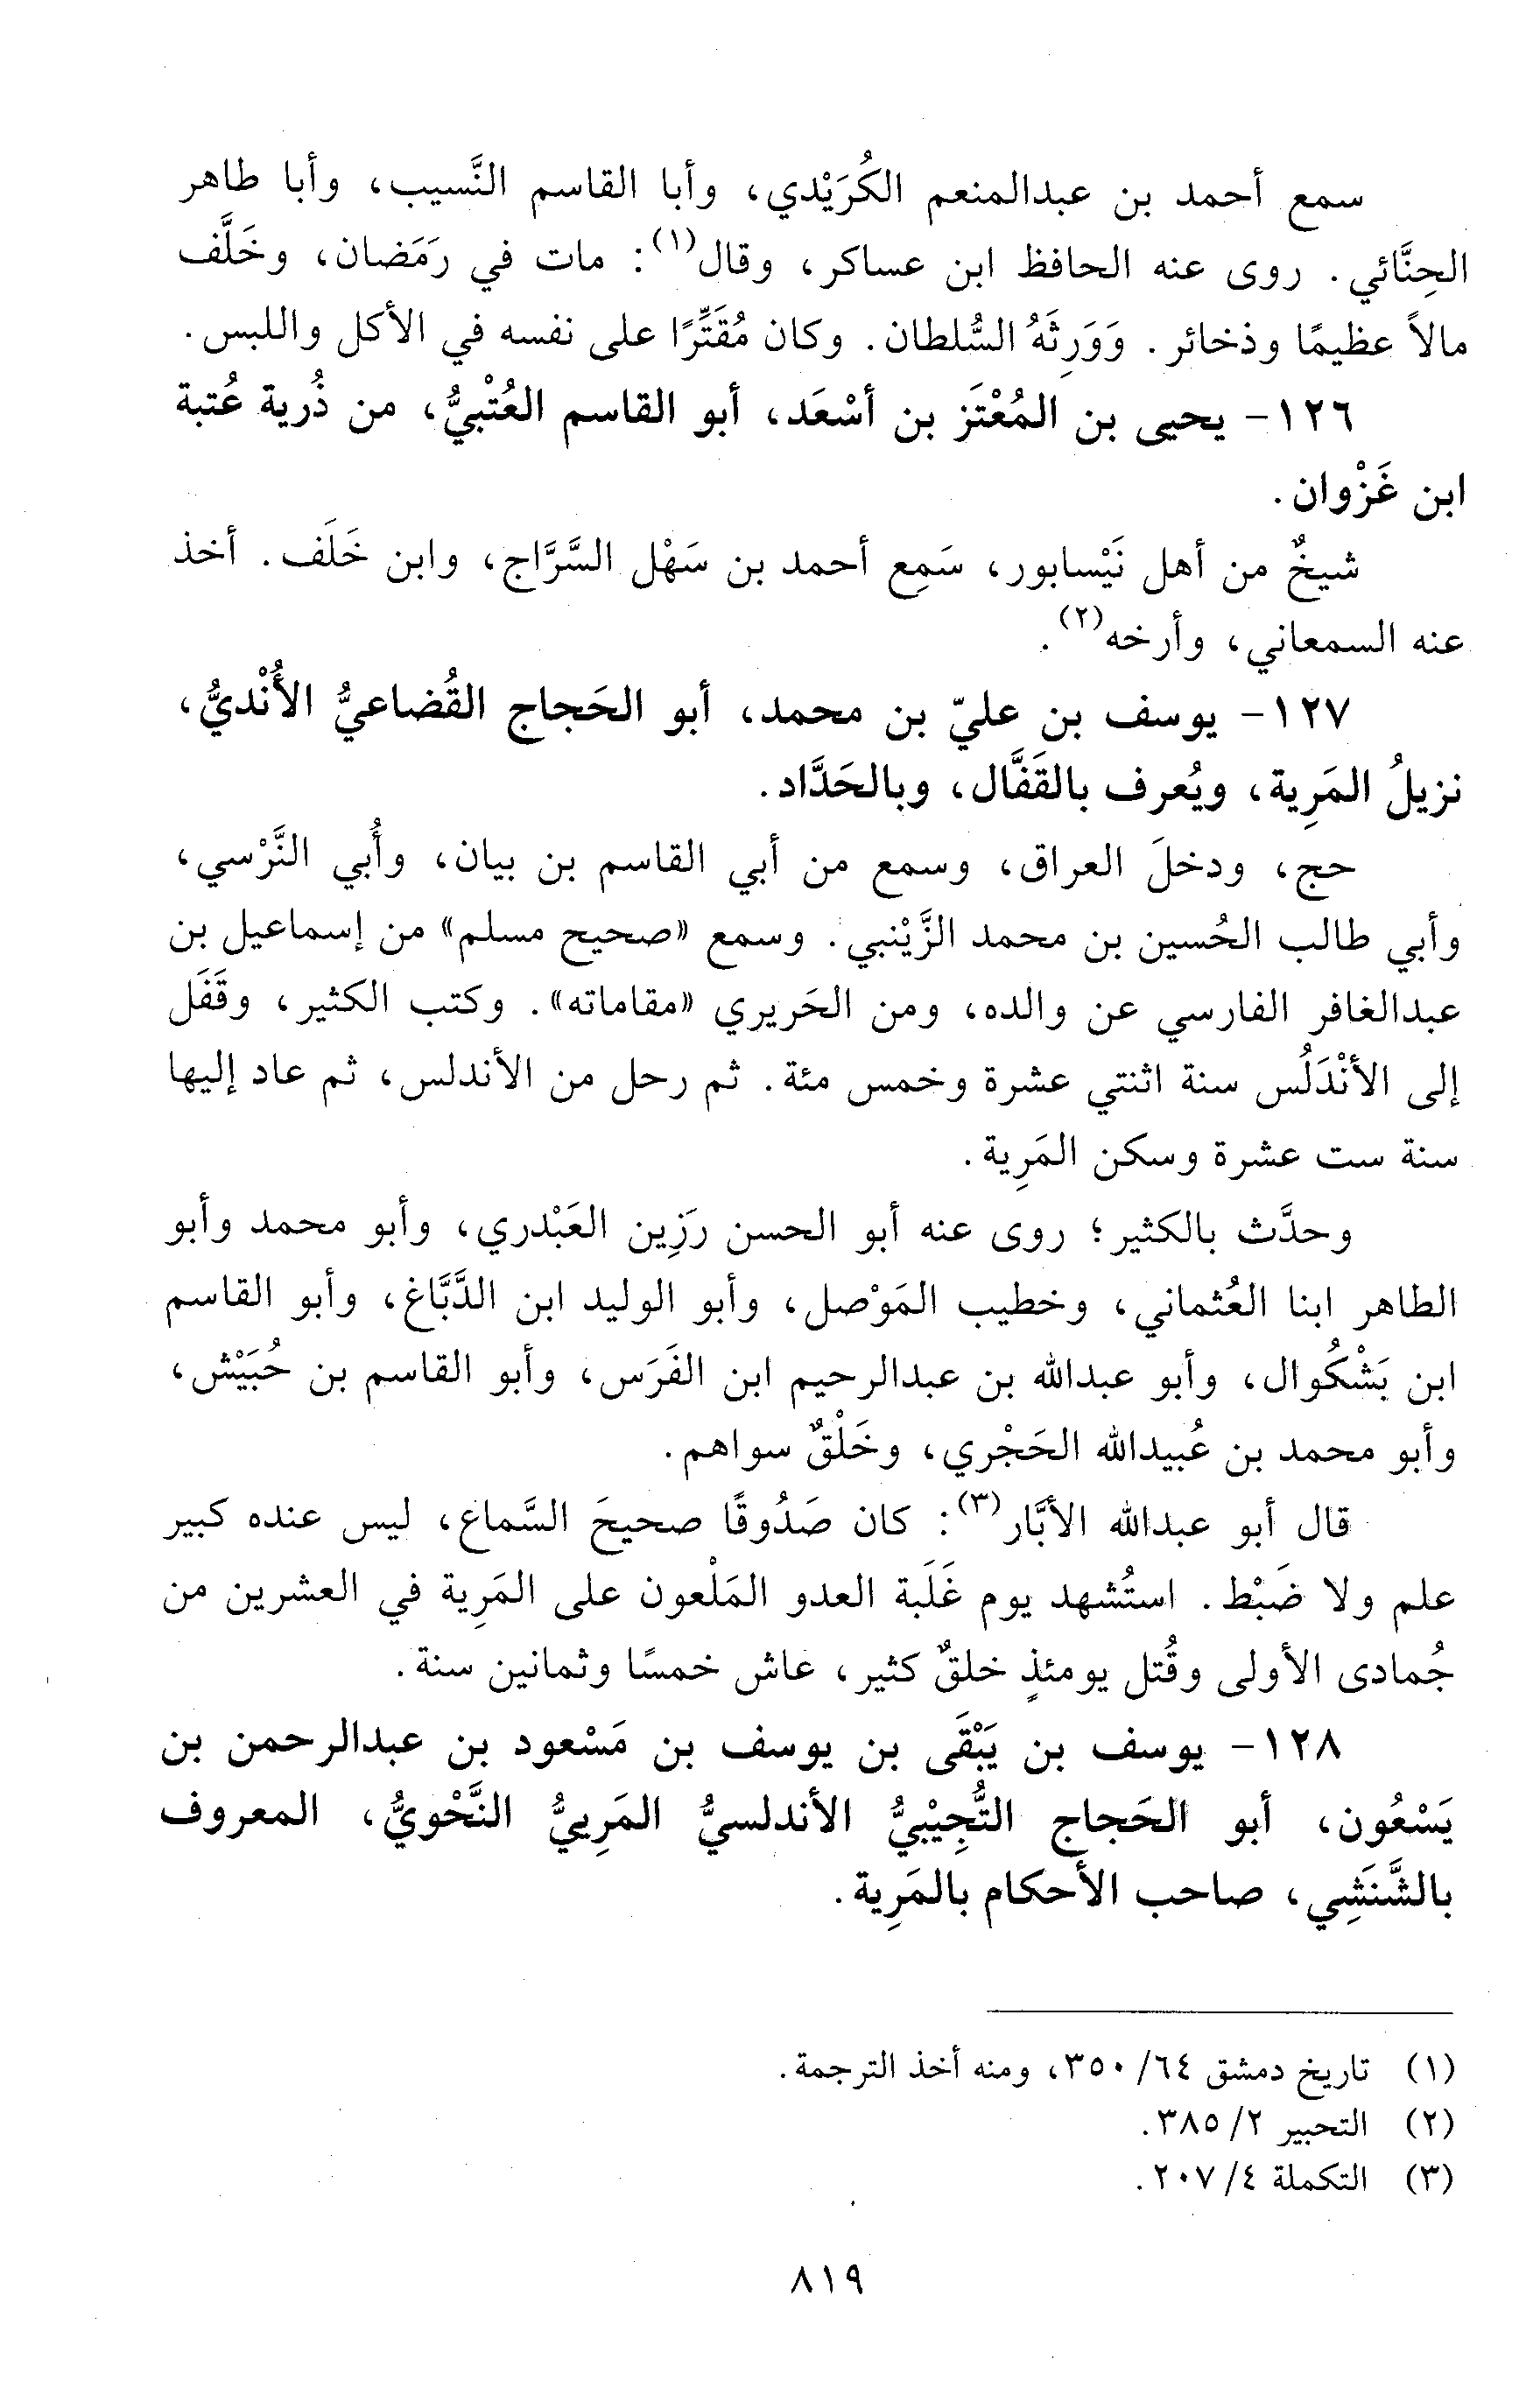 سمع أحمد بن عبدالمنعم الكُرَيْدي، وأبا القاسم النَّسيب، وأبا طاهر
الحِنَّائي. روى عنه الحافظ ابن عساكر، وقال(١): مات في رَمَضان، وخَلَّف
مالاً عظيمًا وذخائر. وَوَرِثَهُ السُّلطان. وكان مُقَتِّرًا على نفسه في الأكل واللبس.
١٢٦- يحيى بن المُعْتَز بن أسْعَد، أبو القاسم العُتْبيُّ، من ذُرية عُتبة
ابن غَزْوان.
شيخٌ من أهل نَيْسابور، سَمِع أحمد بن سَهْل السَّرَّاج، وابن خَلَف. أخذ
عنه السمعاني، وأرخه(٢).
١٢٧- يوسف بن عليّ بن محمد، أبو الحَجاج القُضاعيُّ الأُنْديُّ،
نزيلُ المَرِية، ويُعرف بالقَفَّال، وبالحَدَّاد.
حج، ودخلَ العراق، وسمع من أبي القاسم بن بيان، وأُبي النَّرْسي،
وأبي طالب الحُسين بن محمد الزَّيْنبي. وسمع «صحيح مسلم» من إسماعيل بن
عبدالغافر الفارسي عن والده، ومن الحَريري «مقاماته». وكتب الكثير، وقَفَل
إلى الأنْدَلُس سنة اثنتي عشرة وخمس مئة. ثم رحل من الأندلس، ثم عاد إليها
سنة ست عشرة وسكن المَرِية.
وحدَّث بالكثير؛ روى عنه أبو الحسن رَزِين العَبْدري، وأبو محمد وأبو
الطاهر ابنا العُثماني، وخطيب المَوْصل، وأبو الوليد ابن الدَّبَّاغ، وأبو القاسم
ابن بَشْكُوال، وأبو عبدالله بن عبدالرحيم ابن الفَرَس، وأبو القاسم بن حُبَيْش،
وأبو محمد بن عُبيدالله الحَجْري، وخَلْقٌ سواهم.
قال أبو عبدالله الأبَّار(٣): كان صَدُوقًا صحيحَ السَّماع، ليس عنده كبير
علم ولا ضَبْط. استُشهد يوم غَلَبة العدو المَلْعون على المَرِية في العشرين من
جُمادى الأولى وقُتل يومئذٍ خلقٌ كثير، عاش خمسًا وثمانين سنة.
١٢٨- يوسف بن يَبْقَى بن يوسف بن مَسْعود بن عبدالرحمن بن
يَسْعُون، أبو الحَجاج التُّجِيْبيُّ الأندلسيُّ المَرِييُّ النَّحْويُّ، المعروف
بالشَّنَشِي، صاحب الأحكام بالمَرِية.
(١) تاريخ دمشق ٦٤/ ٣٥٠، ومنه أخذ الترجمة.
(٢) التحبير ٢/ ٣٨٥.
(٣) التكملة ٤/ ٢٠٧.
٨١٩